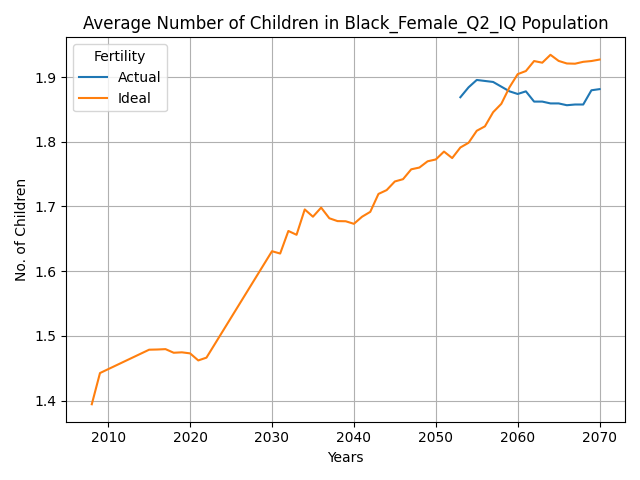 Average Number of Children in Black_Female_Q2_IQ Population
Fertility
Actual
Ideal
No. of Children
1.9
1.8
1.7
1.6
1.5
1.4
2010 2020 2030 2040 2050 2060 2070
Years